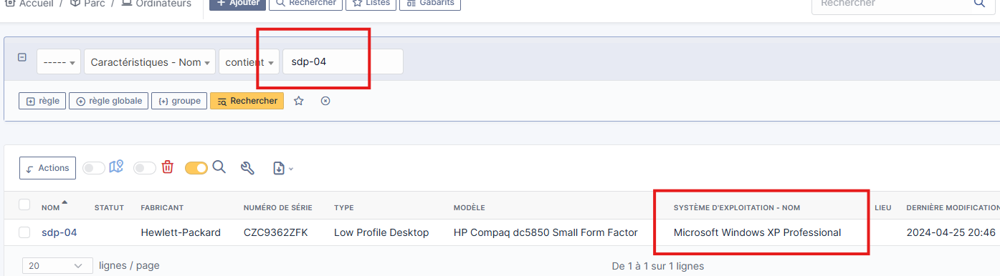 Accueil / Parc / Ordinateurs + Ajouter Rechercher Listes Gabarits Rechercher
----- Caractéristiques - Nom contient sdp-04
règle règle globale {+} groupe Rechercher
Actions
NOM STATUT FABRICANT NUMÉRO DE SÉRIE TYPE MODÈLE SYSTÈME D'EXPLOITATION - NOM LIEU DERNIÈRE MODIFICATION
sdp-04 Hewlett-Packard CZC9362ZFK Low Profile Desktop HP Compaq dc5850 Small Form Factor Microsoft Windows XP Professional 2024-04-25 20:46
20 lignes / page De 1 à 1 sur 1 lignes